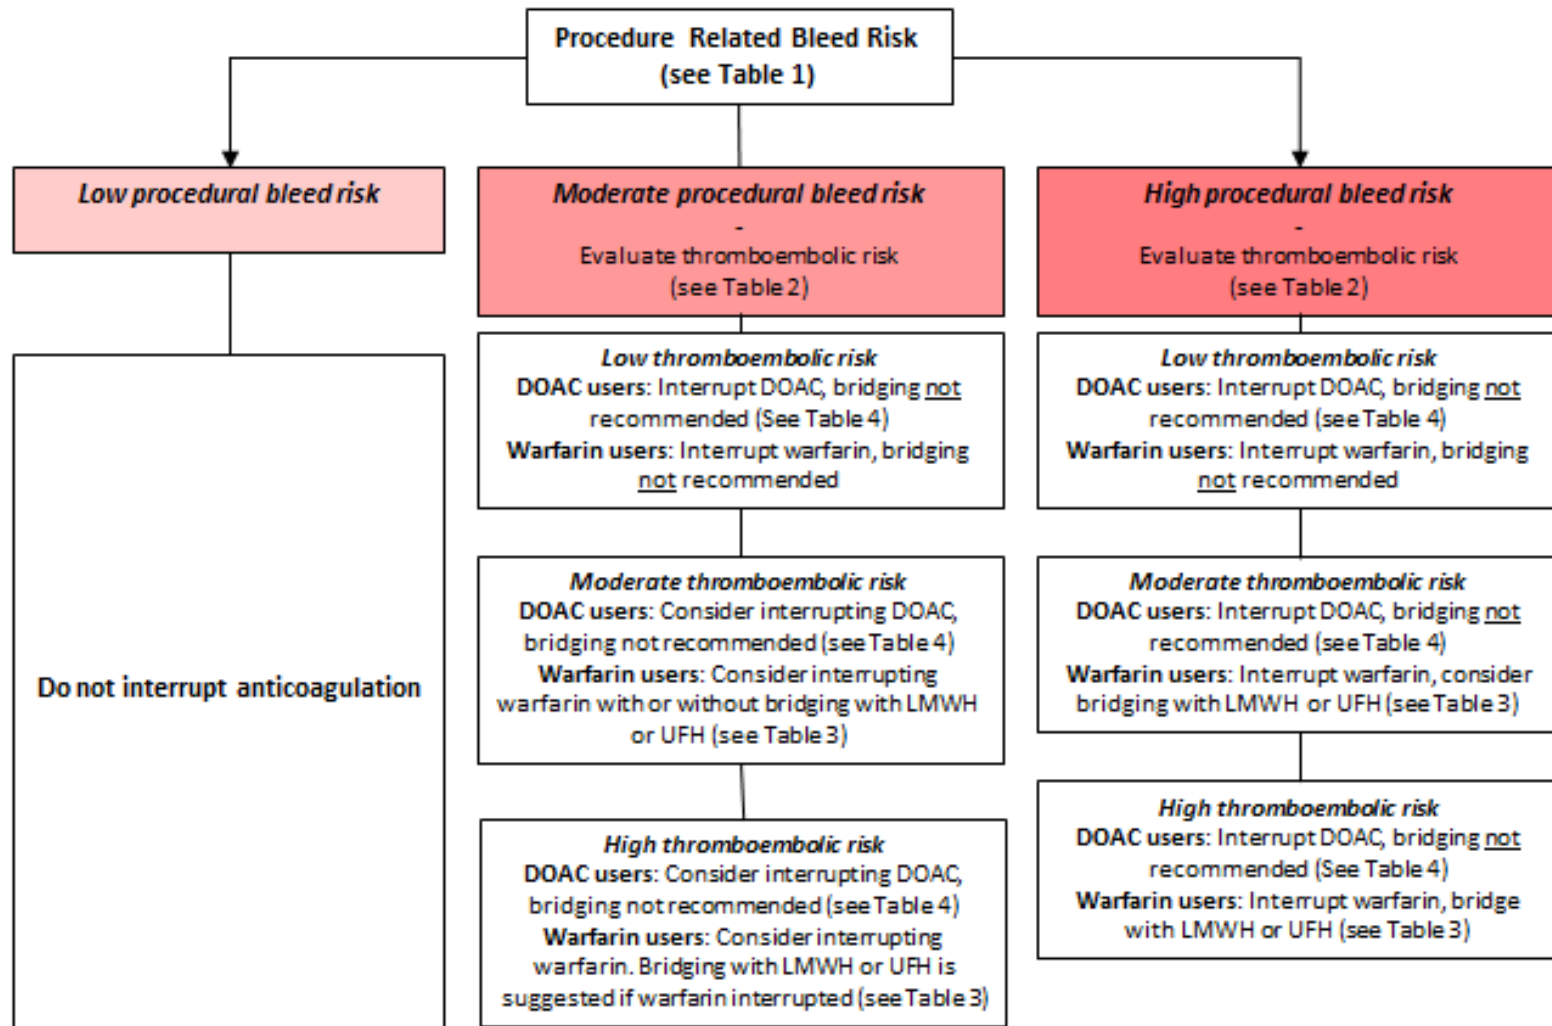 Procedure Related Bleed Risk
(see Table 1)
Low procedural bleed risk
Do not interrupt anticoagulation
Moderate procedural bleed risk
-
Evaluate thromboembolic risk
(see Table 2)
Low thromboembolic risk
DOAC users: Interrupt DOAC, bridging not
recommended (See Table 4)
Warfarin users: Interrupt warfarin, bridging
not recommended
Moderate thromboembolic risk
DOAC users: Consider interrupting DOAC,
bridging not recommended (see Table 4)
Warfarin users: Consider interrupting
warfarin with or without bridging with LMWH
or UFH (see Table 3)
High thromboembolic risk
DOAC users: Consider interrupting DOAC,
bridging not recommended (see Table 4)
Warfarin users: Consider interrupting
warfarin. Bridging with LMWH or UFH is
suggested if warfarin interrupted (see Table 3)
High procedural bleed risk
-
Evaluate thromboembolic risk
(see Table 2)
Low thromboembolic risk
DOAC users: Interrupt DOAC, bridging not
recommended (see Table 4)
Warfarin users: Interrupt warfarin, bridging
not recommended
Moderate thromboembolic risk
DOAC users: Interrupt DOAC, bridging not
recommended (see Table 4)
Warfarin users: Interrupt warfarin, consider
bridging with LMWH or UFH (see Table 3)
High thromboembolic risk
DOAC users: Interrupt DOAC, bridging not
recommended (See Table 4)
Warfarin users: Interrupt warfarin, bridge
with LMWH or UFH (see Table 3)